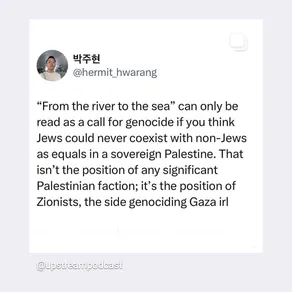 박주현
@hermit_hwarang
“From the river to the sea” can only be
read as a call for genocide if you think
Jews could never coexist with non-Jews
as equals in a sovereign Palestine. That
isn’t the position of any significant
Palestinian faction; it’s the position of
Zionists, the side genociding Gaza irl
@upstreampodcast